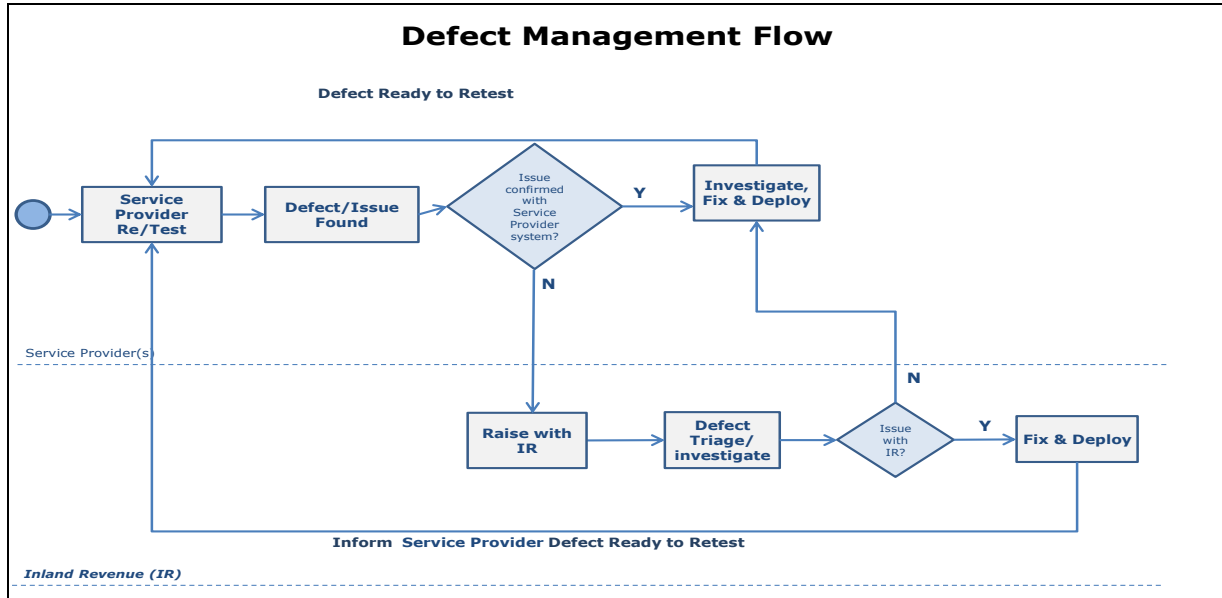 Defect Management Flow
Defect Ready to Retest
Service
Provider
Re/Test
Defect/Issue
Found
Issue
confirmed
with
Service
Provider
system?
Y
Investigate,
Fix & Deploy
N
Service Provider(s)
N
Raise with
IR
Defect
Triage/
investigate
Issue
with
IR?
Y
Fix & Deploy
Inform Service Provider Defect Ready to Retest
Inland Revenue (IR)